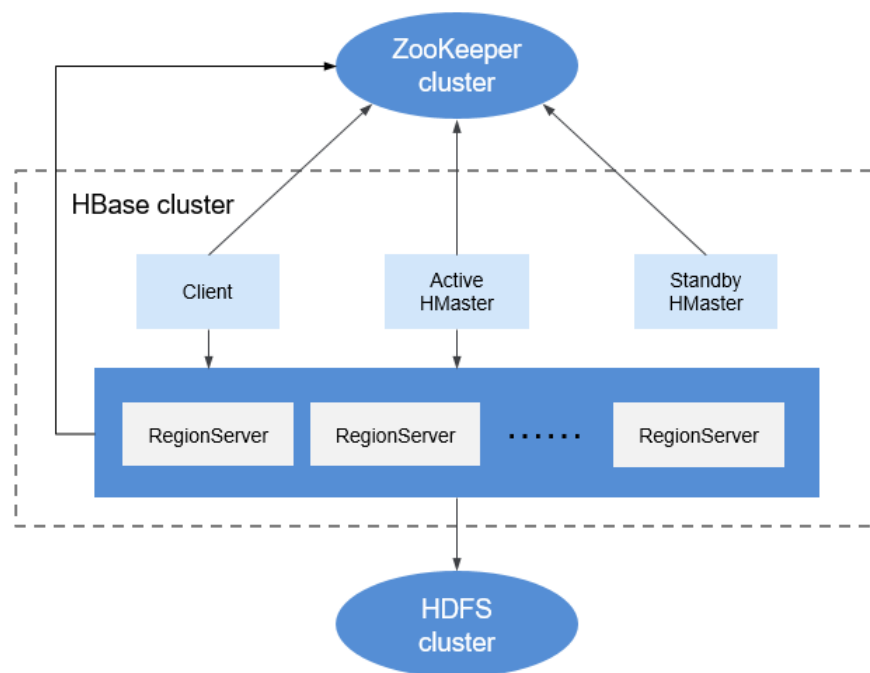 ZooKeeper
cluster
HBase cluster
Client
Active
HMaster
Standby
HMaster
RegionServer
RegionServer
......
RegionServer
HDFS
cluster